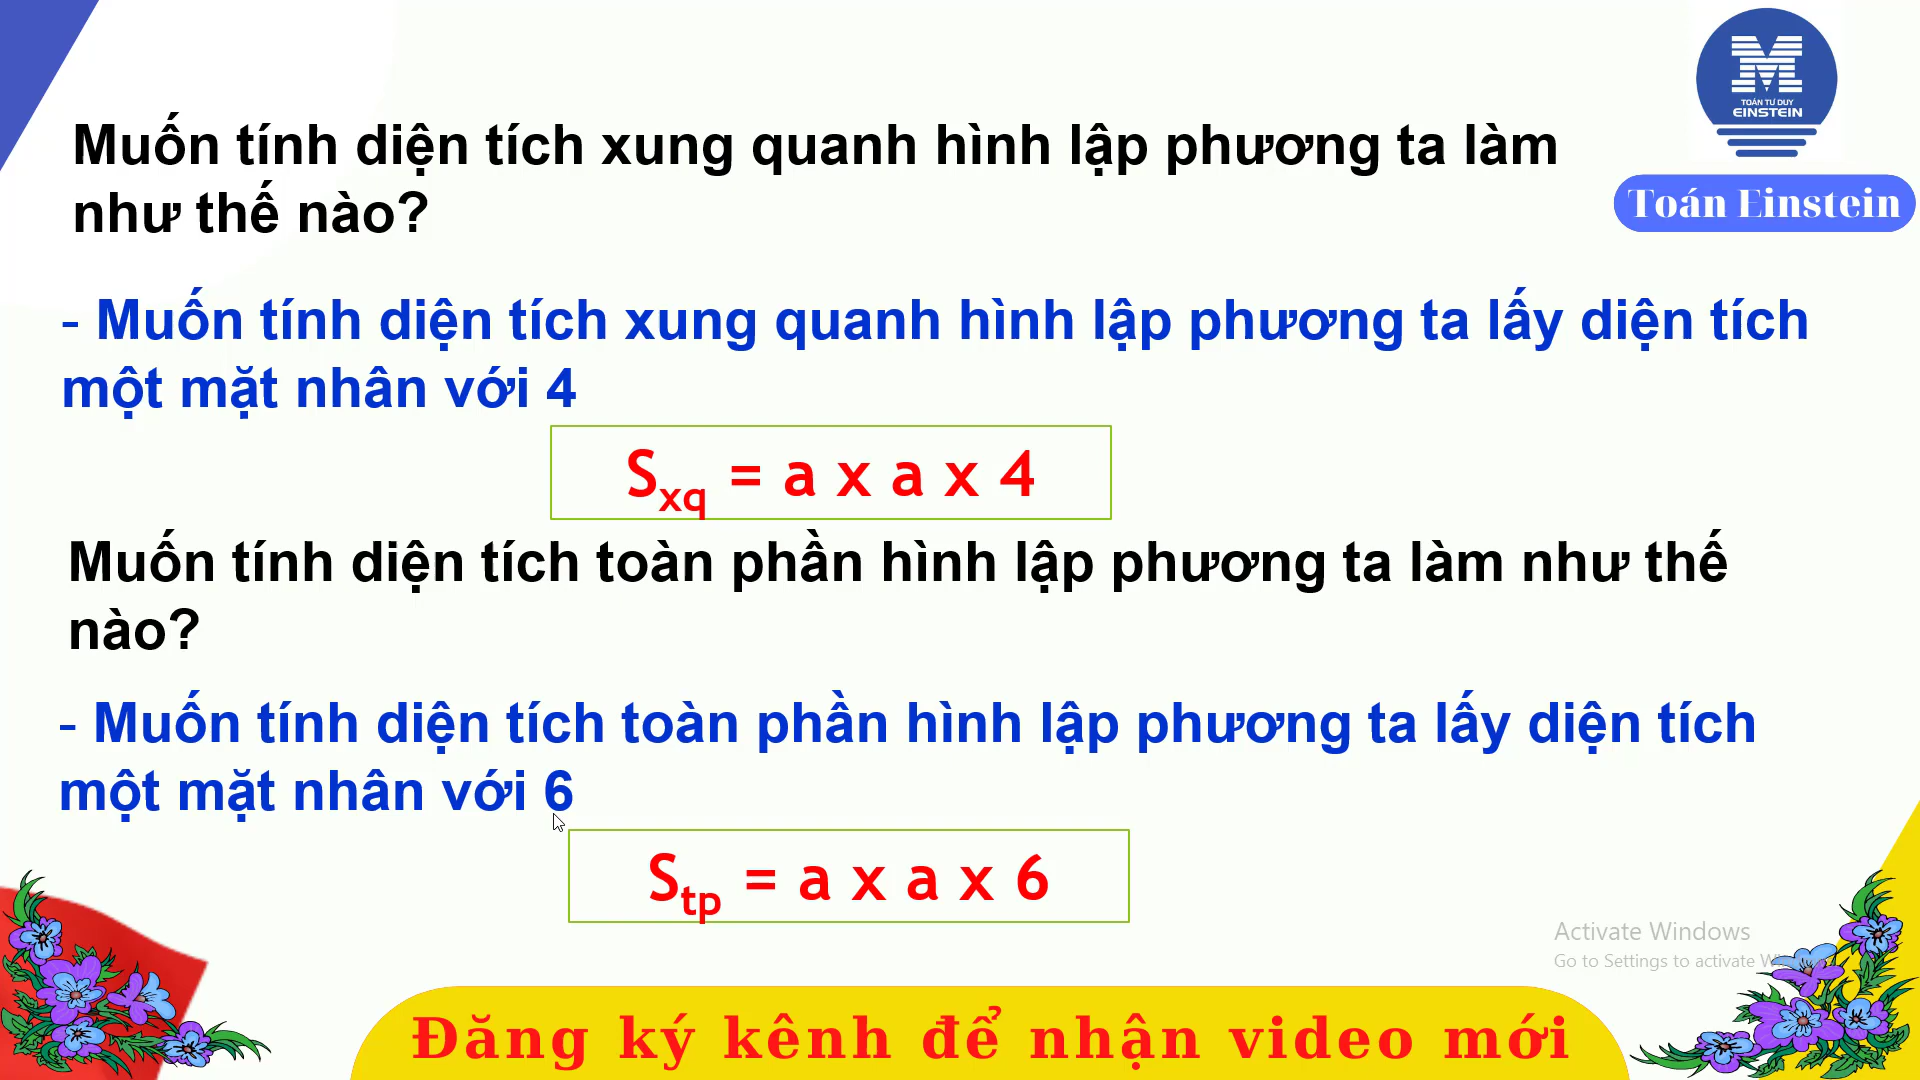 M
TOÁN TƯ DUY
EINSTEIN
Toán Einstein
Muốn tính diện tích xung quanh hình lập phương ta làm
như thế nào?
- Muốn tính diện tích xung quanh hình lập phương ta lấy diện tích
một mặt nhân với 4
Sxq = a x a x 4
Muốn tính diện tích toàn phần hình lập phương ta làm như thế
nào?
- Muốn tính diện tích toàn phần hình lập phương ta lấy diện tích
một mặt nhân với 6
Stp = a x a x 6
Activate Windows
Go to Settings to activate
Đăng ký kênh để nhận video mới